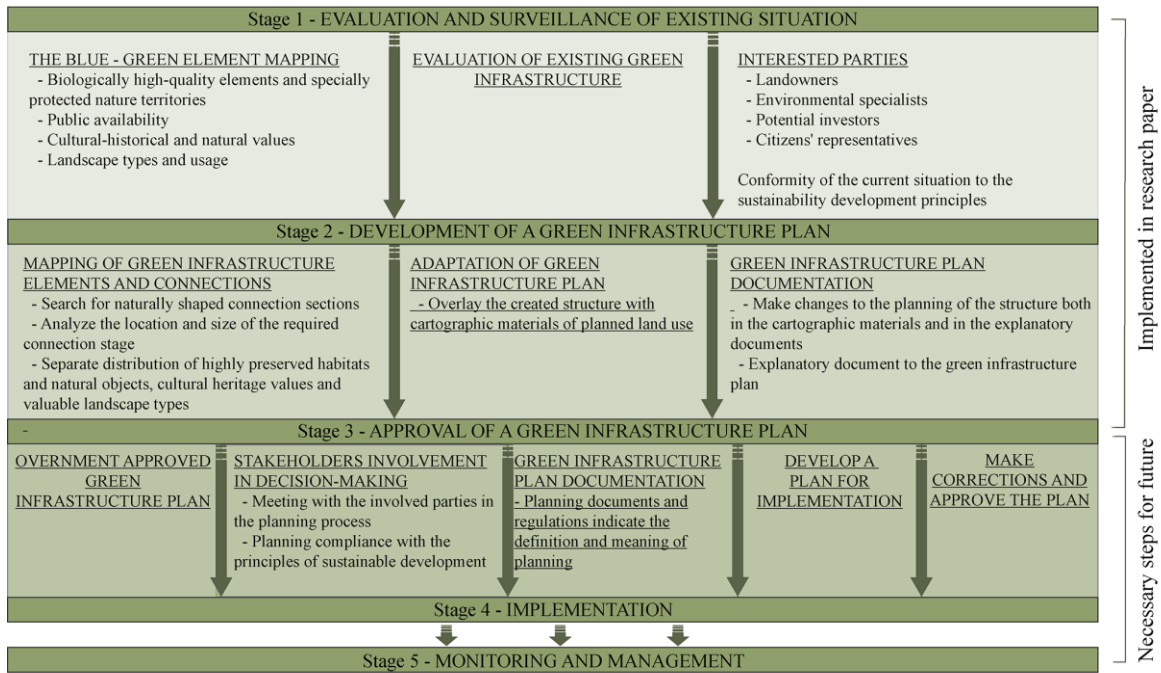 Stage 1 - EVALUATION AND SURVEILLANCE OF EXISTING SITUATION
THE BLUE - GREEN ELEMENT MAPPING
- Biologically high-quality elements and specially
protected nature territories
- Public availability
- Cultural-historical and natural values
- Landscape types and usage
EVALUATION OF EXISTING GREEN
INFRASTRUCTURE
INTERESTED PARTIES
- Landowners
- Environmental specialists
- Potential investors
- Citizens' representatives
Conformity of the current situation to the
sustainability development principles
Stage 2 - DEVELOPMENT OF A GREEN INFRASTRUCTURE PLAN
MAPPING OF GREEN INFRASTRUCTURE
ELEMENTS AND CONNECTIONS
- Search for naturally shaped connection sections
- Analyze the location and size of the required
connection stage
- Separate distribution of highly preserved habitats
and natural objects, cultural heritage values and
valuable landscape types
-
ADAPTATION OF GREEN
INFRASTRUCTURE PLAN
- Overlay the created structure with
cartographic materials of planned land use
GREEN INFRASTRUCTURE PLAN
DOCUMENTATION
- Make changes to the planning of the structure both
in the cartographic materials and in the explanatory
documents
- Explanatory document to the green infrastructure
plan
Stage 3 - APPROVAL OF A GREEN INFRASTRUCTURE PLAN
OVERNMENT APPROVED
GREEN
INFRASTRUCTURE PLAN
STAKEHOLDERS INVOLVEMENT
IN DECISION-MAKING
- Meeting with the involved parties in
the planning process
- Planning compliance with the
principles of sustainable development
GREEN INFRASTRUCTURE
PLAN DOCUMENTATION
- Planning documents and
regulations indicate the
definition and meaning of
planning
DEVELOP A
PLAN FOR
IMPLEMENTATION
MAKE
CORRECTIONS AND
APPROVE THE PLAN
Stage 4 - IMPLEMENTATION
Stage 5 - MONITORING AND MANAGEMENT
Implemented in research paper
Necessary steps for future